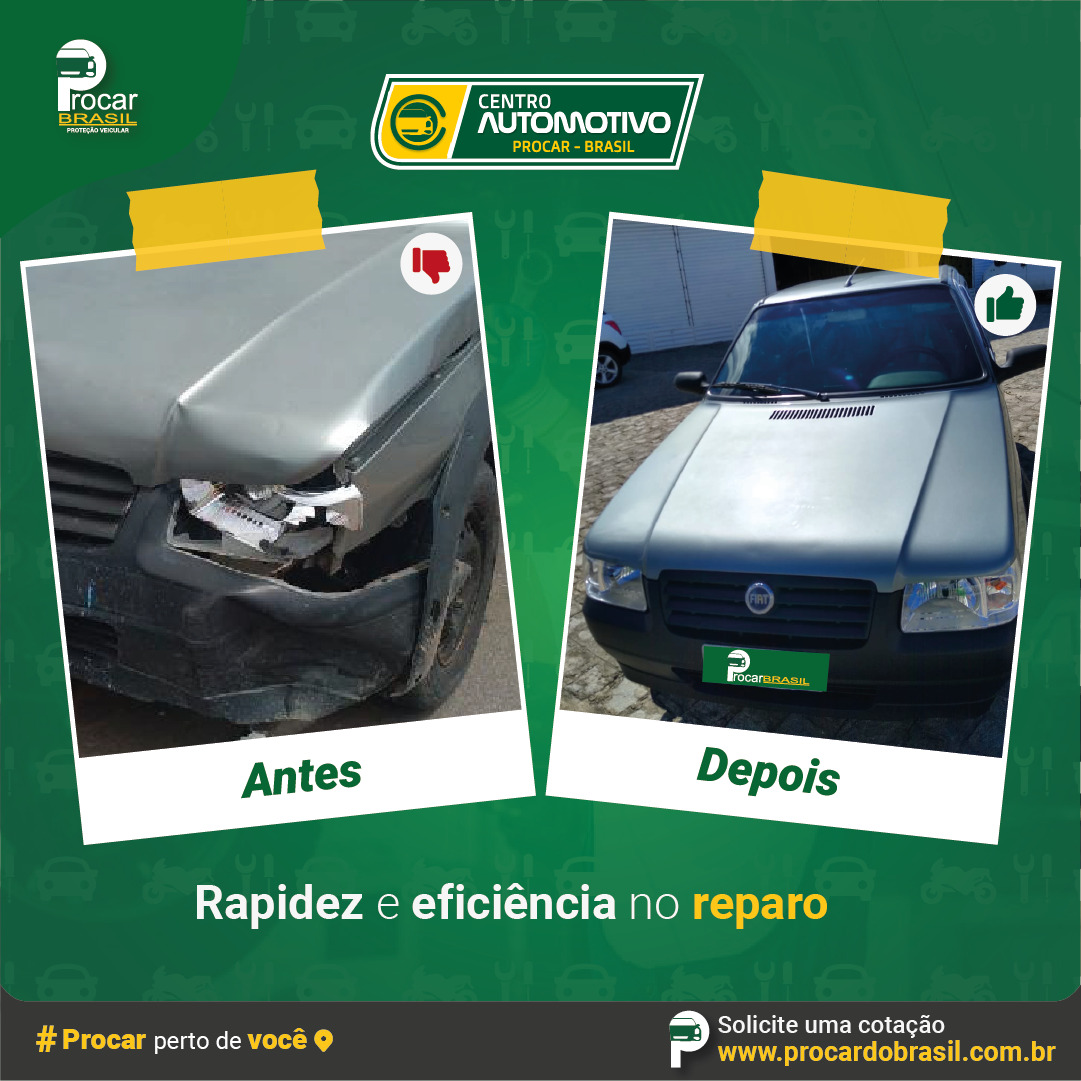 Procar
BRASIL
PROTEÇÃO VEICULAR
CENTRO
AUTOMOTIVO
PROCAR - BRASIL
FIAT
ProcarBRASIL
Antes
Depois
Rapidez e eficiência no reparo
# Procar perto de você
Solicite uma cotação
www.procardobrasil.com.br